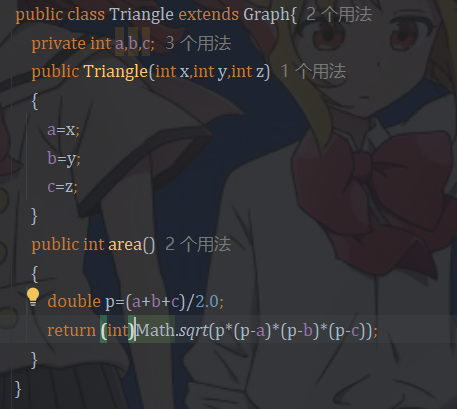 public class Triangle extends Graph{ 2 个用法
private int a,b,c; 3 个用法
public Triangle(int x,int y,int z) 1 个用法
{
a=x;
b=y;
c=z;
}
public int area() 2 个用法
{
double p=(a+b+c)/2.0;
return (int)Math.sqrt(p*(p-a)*(p-b)*(p-c));
}
}